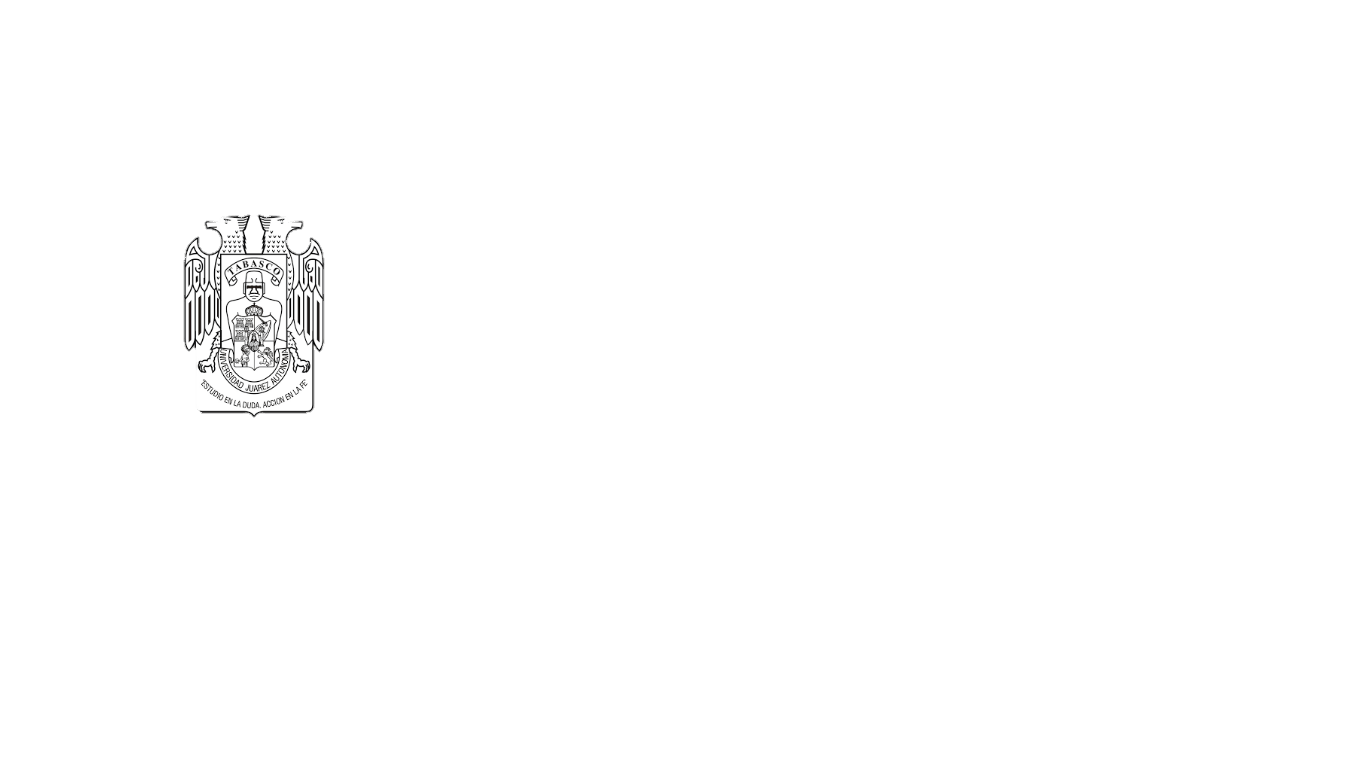 TABASCO
UNIVERSIDAD JUAREZ AUTONOMA
"ESTUDIO EN LA DUDA. ACCION EN LA FE"